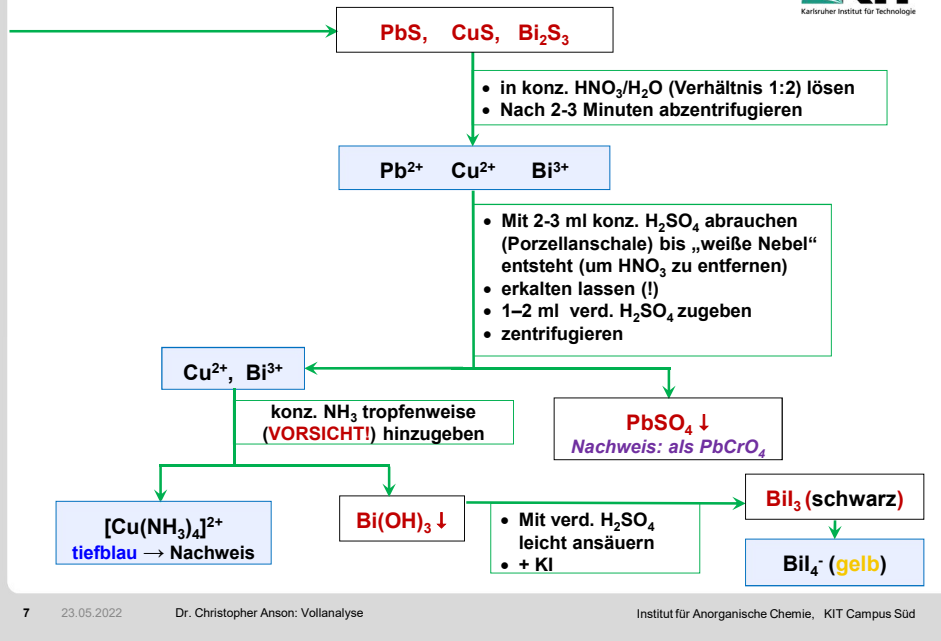 Karlsruher Institut für Technologie
PbS, CuS, Bi₂S₃
• in konz. HNO₃/H₂O (Verhältnis 1:2) lösen
• Nach 2-3 Minuten abzentrifugieren
Pb²⁺ Cu²⁺ Bi³⁺
• Mit 2-3 ml konz. H₂SO₄ abrauchen
(Porzellanschale) bis „weiße Nebel“
entsteht (um HNO₃ zu entfernen)
• erkalten lassen (!)
• 1–2 ml verd. H₂SO₄ zugeben
• zentrifugieren
Cu²⁺, Bi³⁺
konz. NH₃ tropfenweise
(VORSICHT!) hinzugeben
PbSO₄ ↓
Nachweis: als PbCrO₄
[Cu(NH₃)₄]²⁺
tiefblau → Nachweis
Bi(OH)₃ ↓
• Mit verd. H₂SO₄
leicht ansäuern
• + KI
BiI₃ (schwarz)
BiI₄⁻ (gelb)
7 23.05.2022 Dr. Christopher Anson: Vollanalyse Institut für Anorganische Chemie, KIT Campus Süd